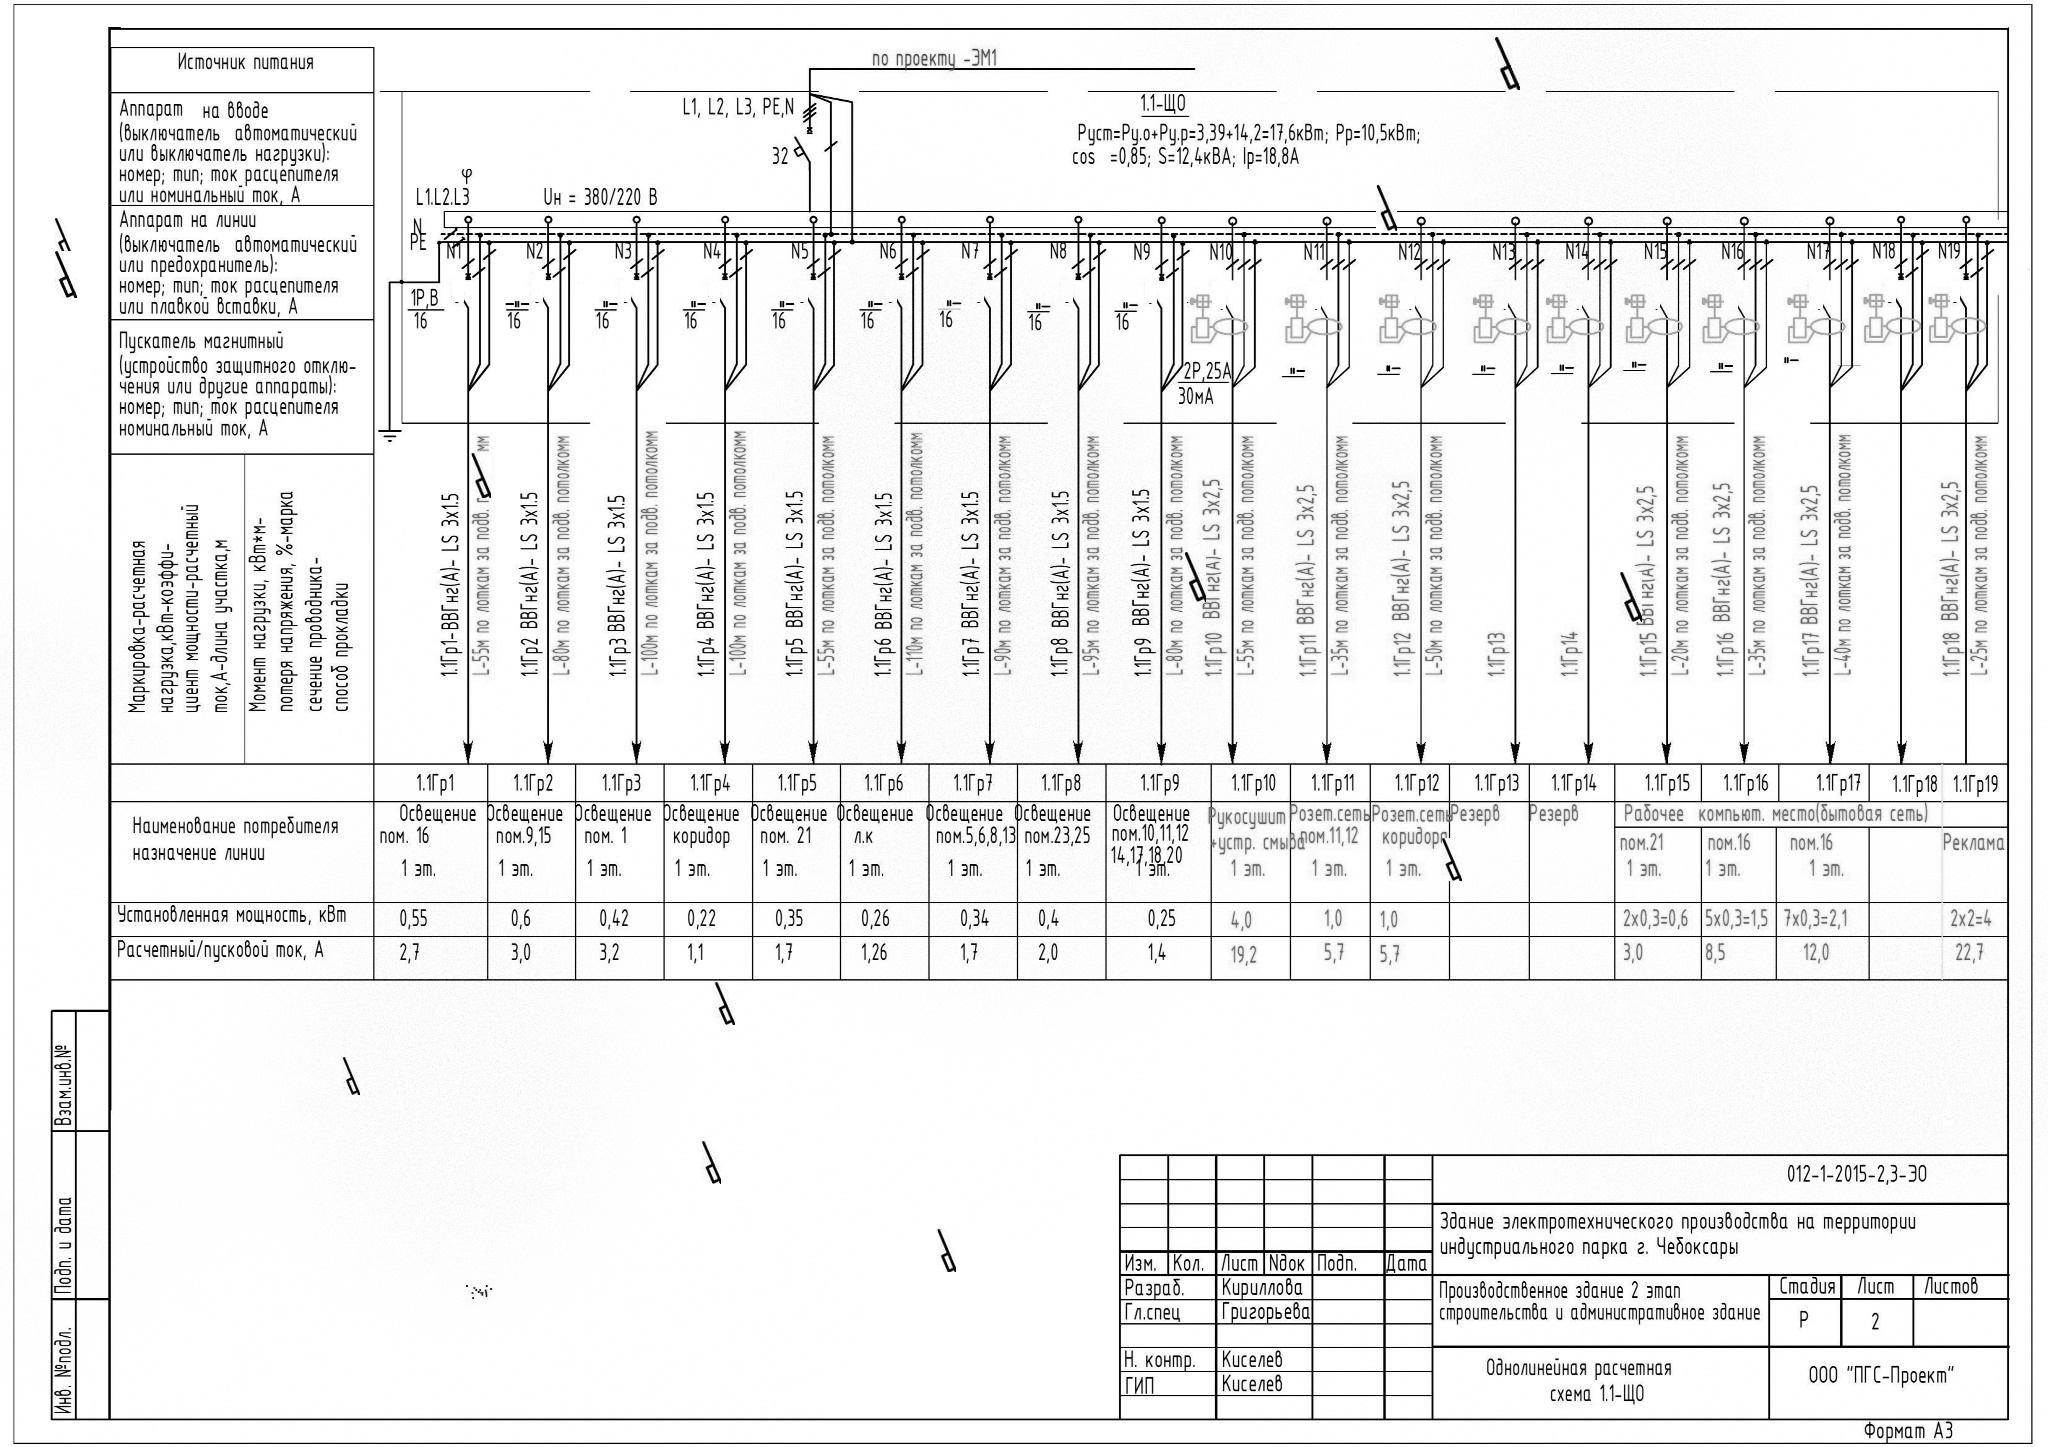 Источник питания
Аппарат на вводе
(выключатель автоматический
или выключатель нагрузки):
номер; тип; ток расцепителя
или номинальный ток, А
Аппарат на линии
(выключатель автоматический
или предохранитель):
номер; тип; ток расцепителя
или плавкой вставки, А
Пускатель магнитный
(устройство защитного отклю-
чения или другие аппараты):
номер; тип; ток расцепителя
номинальный ток, А
Маркировка-расчетная
нагрузка,кВт-коэффи-
циент мощности-расчетный
ток,А-длина участка,м
Момент нагрузки, кВт*м-
потеря напряжения, %-марка
сечение проводника-
способ прокладки
по проекту -ЭМ1
L1, L2, L3, PE,N
32
1.1-ЩО
Руст=Ру.о+Ру.р=3,39+14,2=17,6кВт; Рр=10,5кВт;
cos =0,85; S=12,4кВА; Iр=18,8А
φ
L1.L2.L3
Uн = 380/220 В
N
PE
N1 N2 N3 N4 N5 N6 N7 N8 N9 N10 N11 N12 N13 N14 N15 N16 N17 N18 N19
1Р,В
16
"– 16
"– 16
"– 16
"– 16
"– 16
"– 16
"– 16
"– 16
2Р,25А
30мА
"– "– "– "– "– "– "–
1.1Гр1-ВВГнг(А)- LS 3х1.5
L-55м по лоткам за подв. п мм
1.1Гр2 ВВГнг(А)- LS 3х1.5
L-80м по лоткам за подв. потолкомм
1.1Гр3 ВВГнг(А)- LS 3х1.5
L-100м по лоткам за подв. потолкомм
1.1Гр4 ВВГнг(А)- LS 3х1.5
L-100м по лоткам за подв. потолкомм
1.1Гр5 ВВГнг(А)- LS 3х1.5
L-55м по лоткам за подв. потолкомм
1.1Гр6 ВВГнг(А)- LS 3х1.5
L-110м по лоткам за подв. потолкомм
1.1Гр7 ВВГнг(А)- LS 3х1.5
L-90м по лоткам за подв. потолкомм
1.1Гр8 ВВГнг(А)- LS 3х1.5
L-95м по лоткам за подв. потолкомм
1.1Гр9 ВВГнг(А)- LS 3х1.5
L-80м по лоткам за подв. потолкомм
1.1Гр10 ВВГнг(А)- LS 3х2,5
L-55м по лоткам за подв. потолкомм
1.1Гр11 ВВГнг(А)- LS 3х2,5
L-35м по лоткам за подв. потолкомм
1.1Гр12 ВВГнг(А)- LS 3х2,5
L-50м по лоткам за подв. потолкомм
1.1Гр13
1.1Гр14
1.1Гр15 ВВГнг(А)- LS 3х2,5
L-20м по лоткам за подв. потолкомм
1.1Гр16 ВВГнг(А)- LS 3х2,5
L-35м по лоткам за подв. потолкомм
1.1Гр17 ВВГнг(А)- LS 3х2,5
L-40м по лоткам за подв. потолкомм
1.1Гр18 ВВГнг(А)- LS 3х2,5
L-25м по лоткам за подв. потолкомм
1.1Гр1 1.1Гр2 1.1Гр3 1.1Гр4 1.1Гр5 1.1Гр6 1.1Гр7 1.1Гр8 1.1Гр9 1.1Гр10 1.1Гр11 1.1Гр12 1.1Гр13 1.1Гр14 1.1Гр15 1.1Гр16 1.1Гр17 1.1Гр18 1.1Гр19
Наименование потребителя
назначение линии
Освещение
пом. 16
1 эт.
Освещение
пом.9,15
1 эт.
Освещение
пом. 1
1 эт.
Освещение
коридор
1 эт.
Освещение
пом. 21
1 эт.
Освещение
л.к
1 эт.
Освещение
пом.5,6,8,13
1 эт.
Освещение
пом.23,25
1 эт.
Освещение
пом.10,11,12
14,17,18,20
1 эт.
Рукосушит
+устр. смыва
1 эт.
Розет.сеть
пом.11,12
1 эт.
Розет.сеть
коридора
1 эт.
Резерв
Резерв
Рабочее компьют. место(бытовая сеть)
пом.21
1 эт.
пом.16
1 эт.
пом.16
1 эт.
Реклама
Установленная мощность, кВт 0,55 0,6 0,42 0,22 0,35 0,26 0,34 0,4 0,25 4,0 1,0 1,0 2х0,3=0,6 5х0,3=1,5 7х0,3=2,1 2х2=4
Расчетный/пусковой ток, А 2,7 3,0 3,2 1,1 1,7 1,26 1,7 2,0 1,4 19,2 5,7 5,7 3,0 8,5 12,0 22,7
Взам.инв.№
Подп. и дата
Инв. №подл.
012-1-2015-2,3-ЭО
Здание электротехнического производства на территории
индустриального парка г. Чебоксары
Изм. Кол. Лист Nдок Подп. Дата
Разраб. Кириллова
Гл.спец Григорьева
Н. контр. Киселев
ГИП Киселев
Производственное здание 2 этап
строительства и административное здание
Стадия Лист Листов
Р 2
Однолинейная расчетная
схема 1.1-ЩО
ООО "ПГС-Проект"
Формат А3